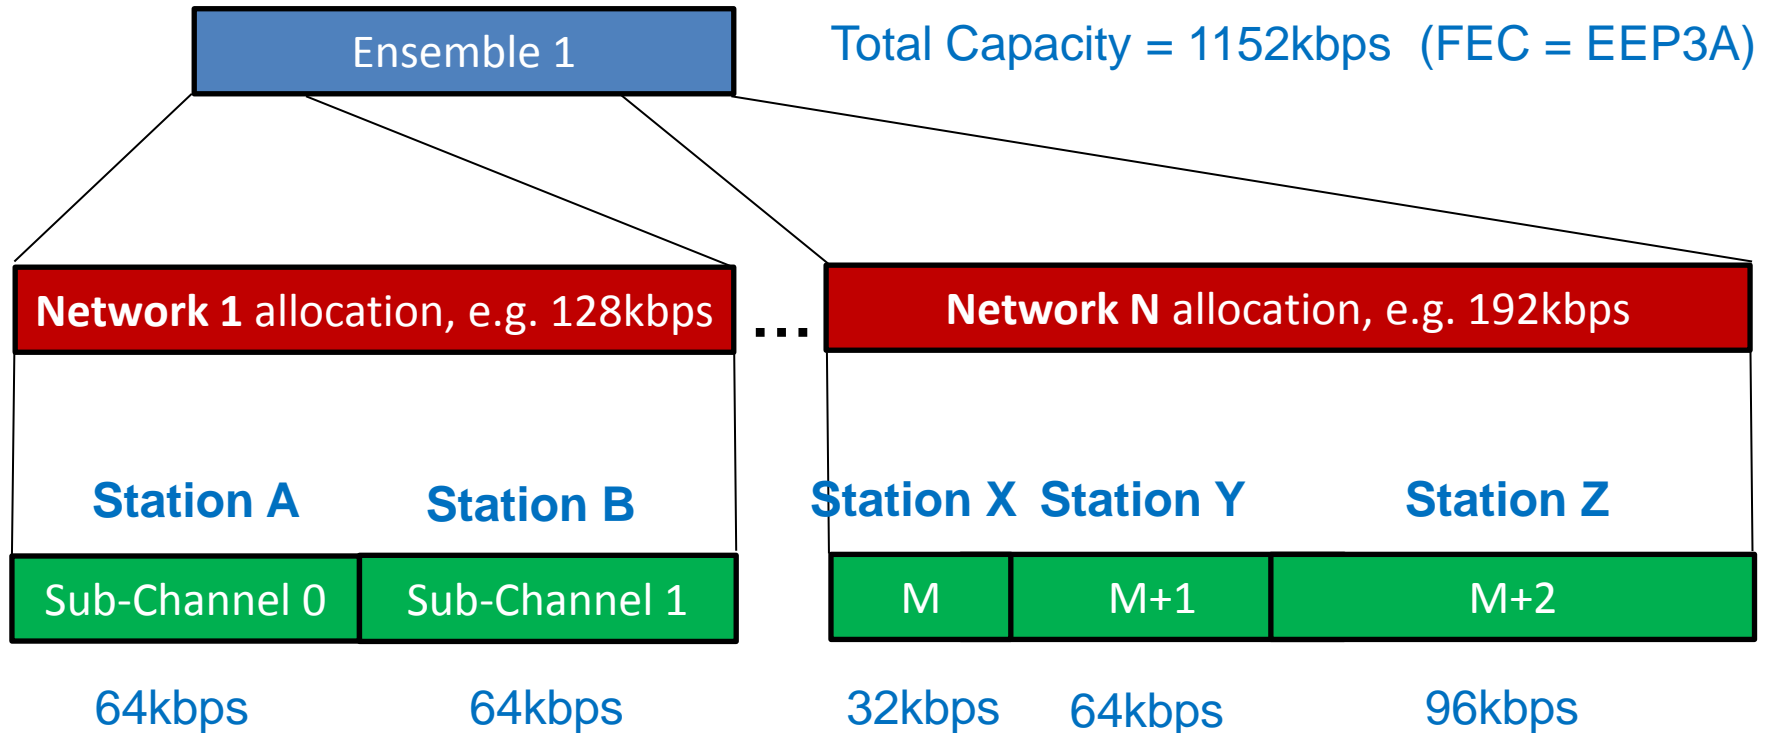 Ensemble 1
Total Capacity = 1152kbps (FEC = EEP3A)
Network 1 allocation, e.g. 128kbps
...
Network N allocation, e.g. 192kbps
Station A
Station B
Station X
Station Y
Station Z
Sub-Channel 0
Sub-Channel 1
M
M+1
M+2
64kbps
64kbps
32kbps
64kbps
96kbps